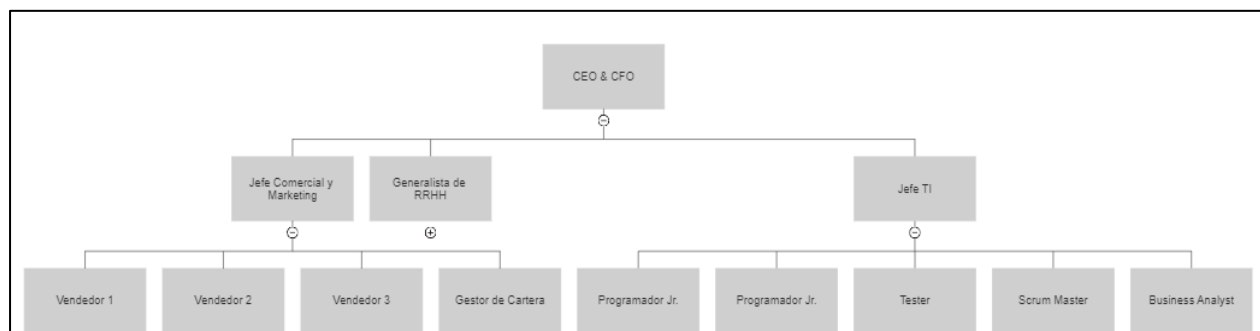 CEO & CFO
Jefe Comercial y
Marketing
Generalista de
RRHH
Jefe TI
Vendedor 1
Vendedor 2
Vendedor 3
Gestor de Cartera
Programador Jr.
Programador Jr.
Tester
Scrum Master
Business Analyst